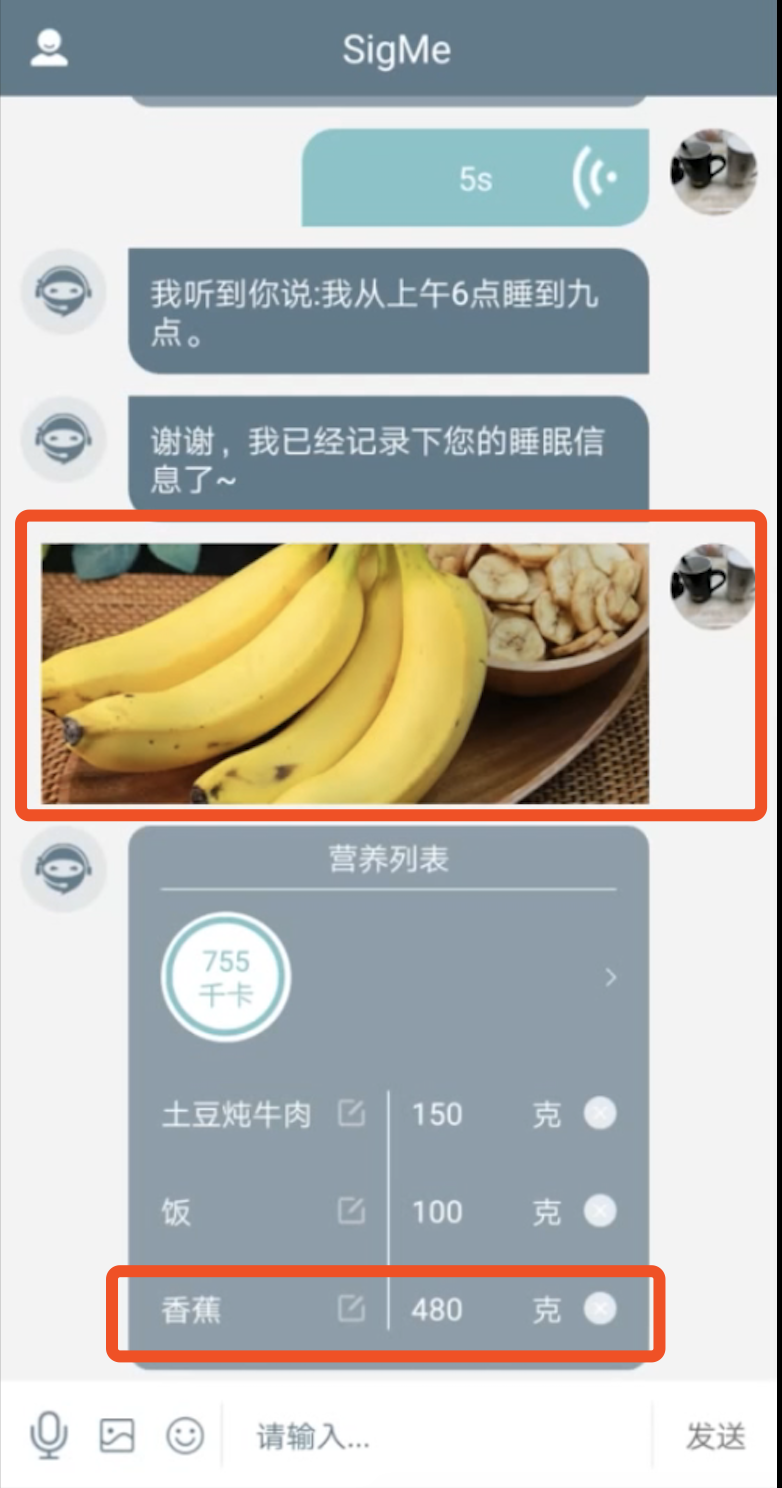 SigMe
5s
我听到你说:我从上午6点睡到九
点。
谢谢，我已经记录下您的睡眠信
息了~
营养列表
755
千卡
土豆炖牛肉 150 克
饭 100 克
香蕉 480 克
请输入... 发送